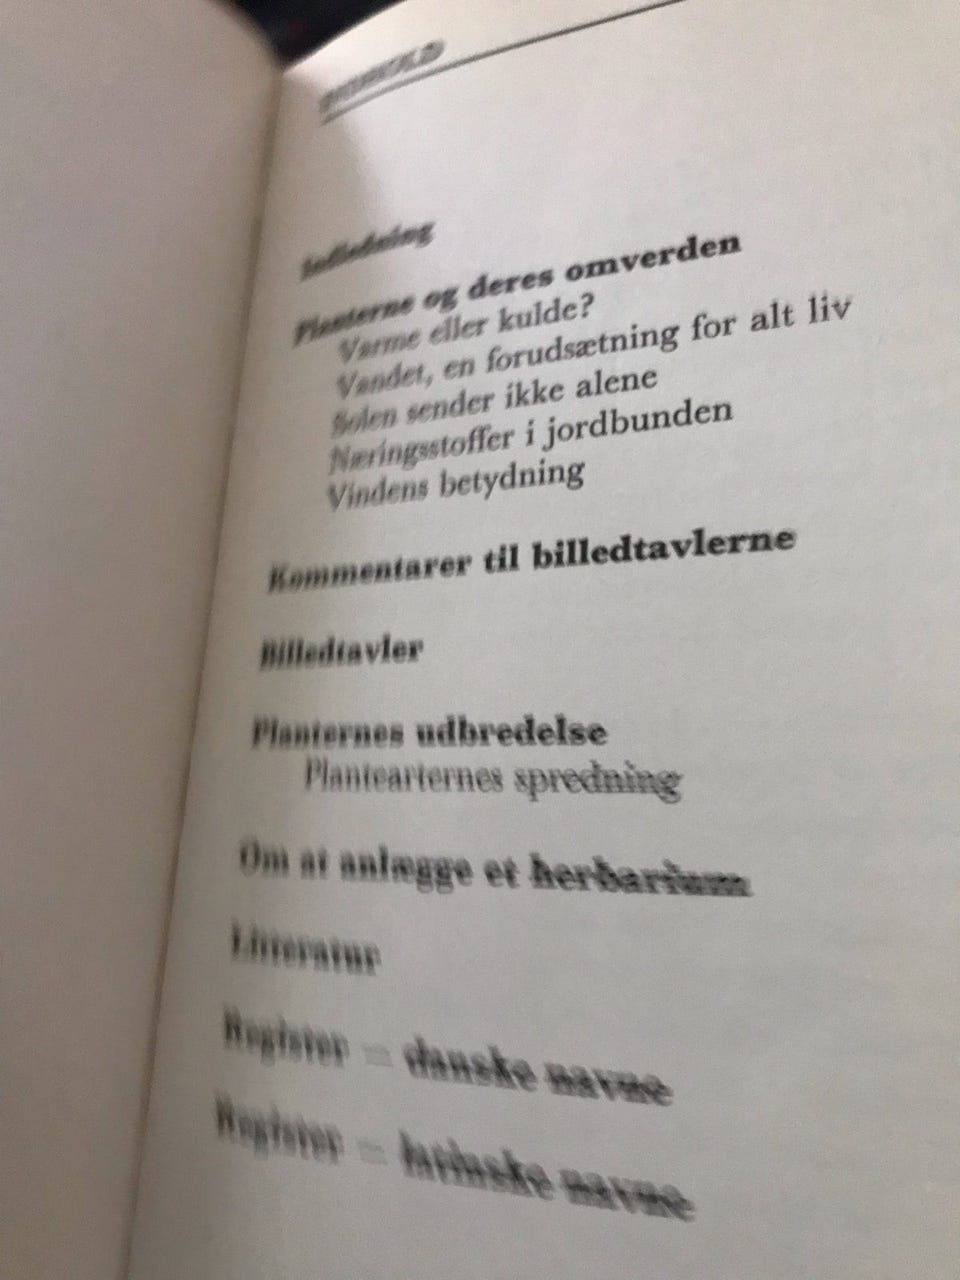 INDHOLD
Indledning
Planterne og deres omverden
Varme eller kulde?
Vandet, en forudsætning for alt liv
Solen sender ikke alene
Næringsstoffer i jordbunden
Vindens betydning
Kommentarer til billedtavlerne
Billedtavler
Planternes udbredelse
Plantearternes spredning
Om at anlægge et herbarium
Litteratur
Register – danske navne
Register – latinske navne